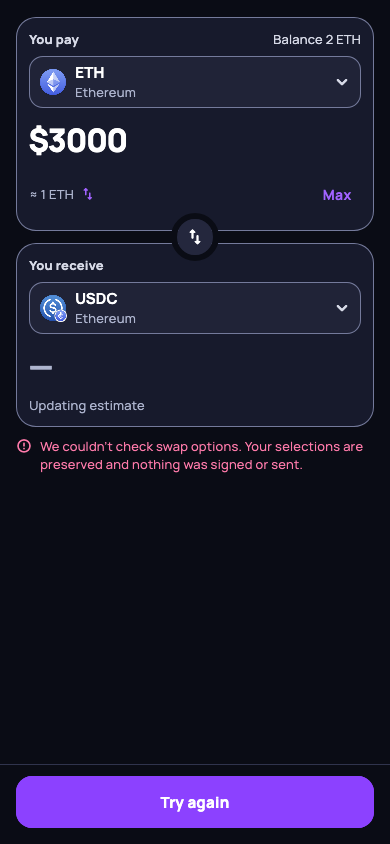 You pay
Balance 2 ETH
ETH
Ethereum
$3000
≈ 1 ETH
Max
You receive
USDC
Ethereum
—
Updating estimate
We couldn't check swap options. Your selections are
preserved and nothing was signed or sent.
Try again